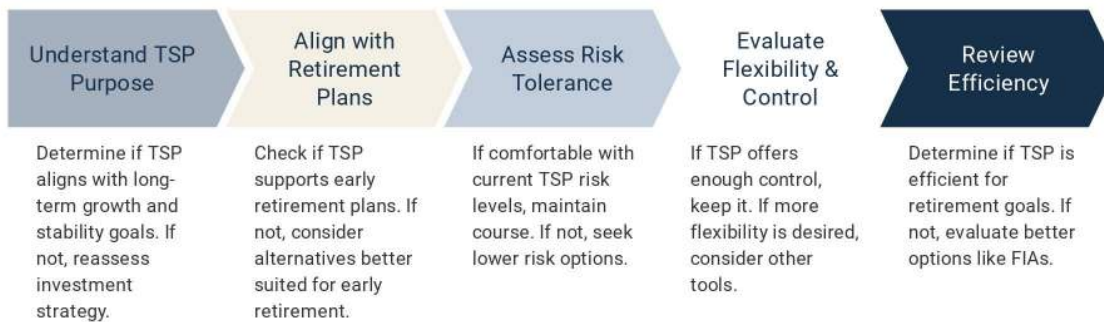 Understand TSP
Purpose
Align with
Retirement
Plans
Assess Risk
Tolerance
Evaluate
Flexibility &
Control
Review
Efficiency
Determine if TSP
aligns with long-
term growth and
stability goals. If
not, reassess
investment
strategy.
Check if TSP
supports early
retirement plans. If
not, consider
alternatives better
suited for early
retirement.
If comfortable with
current TSP risk
levels, maintain
course. If not, seek
lower risk options.
If TSP offers
enough control,
keep it. If more
flexibility is desired,
consider other
tools.
Determine if TSP is
efficient for
retirement goals. If
not, evaluate better
options like FIAs.